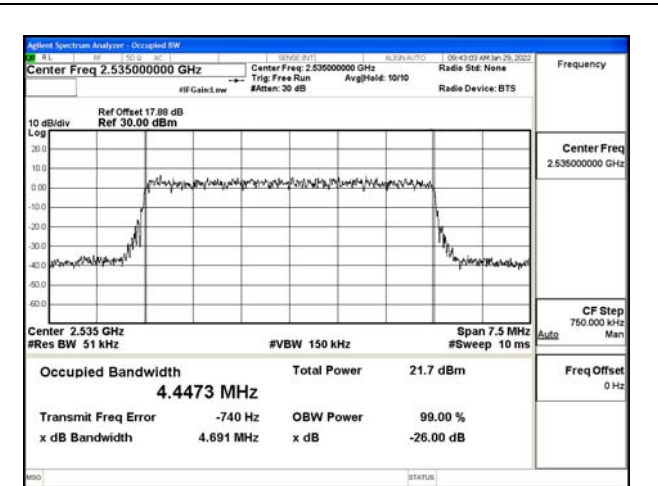 Agilent Spectrum Analyzer - Occupied BW
RL RF 50 Ω AC SENSE:INT ALIGN AUTO 09:43:03 AM Jan 29, 2022
Center Freq 2.535000000 GHz
Center Freq: 2.535000000 GHz
Radio Std: None
Trig: Free Run Avg|Hold: 10/10
#IFGain:Low #Atten: 30 dB Radio Device: BTS
Frequency
Ref Offset 17.88 dB
10 dB/div Ref 30.00 dBm
Log
20.0
10.0
0.00
-10.0
-20.0
-30.0
-40.0
-50.0
-60.0
Center 2.535 GHz Span 7.5 MHz
#Res BW 51 kHz #VBW 150 kHz #Sweep 10 ms
Occupied Bandwidth Total Power 21.7 dBm
4.4473 MHz
Transmit Freq Error -740 Hz OBW Power 99.00 %
x dB Bandwidth 4.691 MHz x dB -26.00 dB
Center Freq
2.535000000 GHz
CF Step
750.000 kHz
Auto Man
Freq Offset
0 Hz
MSG STATUS